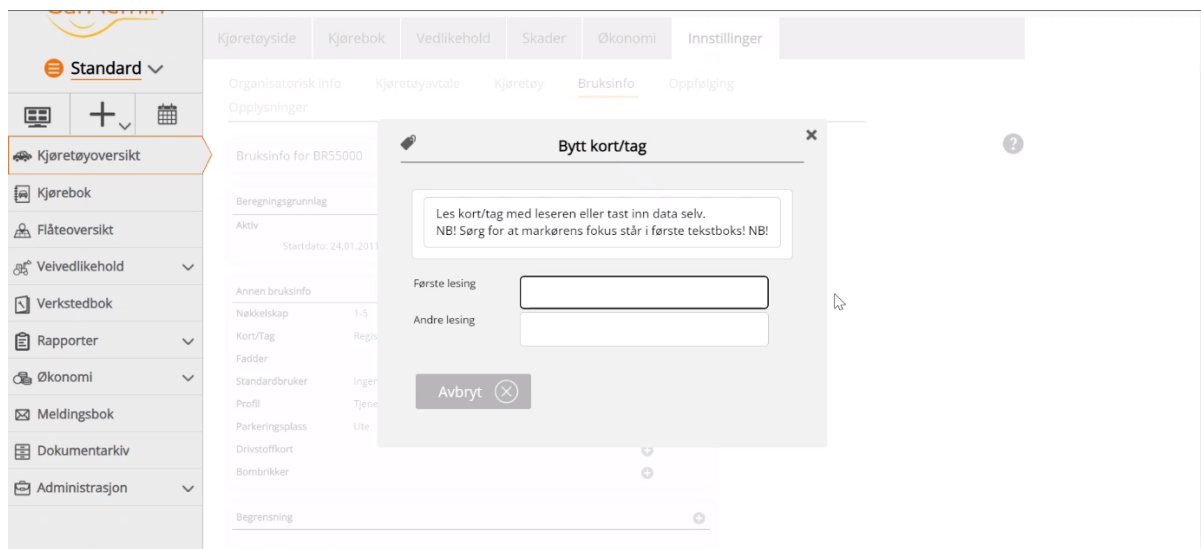 CarAdmin
Standard
Kjøretøyoversikt
Kjørebok
Flåteoversikt
Veivedlikehold
Verkstedbok
Rapporter
Økonomi
Meldingsbok
Dokumentarkiv
Administrasjon
Kjøretøyside Kjørebok Vedlikehold Skader Økonomi Innstillinger
Organisatorisk info Kjøretøyavtale Kjøretøy Bruksinfo Oppfølging
Opplysninger
Bruksinfo for BR55000
Beregningsgrunnlag
Aktiv
Startdato: 24.01.2011
Annen bruksinfo
Nøkkelskap 1-5
Kort/Tag Regis
Fadder
Standardbruker Inger
Profil Tjene
Parkeringsplass Ute
Drivstoffkort
Bombrikker
Begrensning
Bytt kort/tag
Les kort/tag med leseren eller tast inn data selv.
NB! Sørg for at markørens fokus står i første tekstboks! NB!
Første lesing
Andre lesing
Avbryt